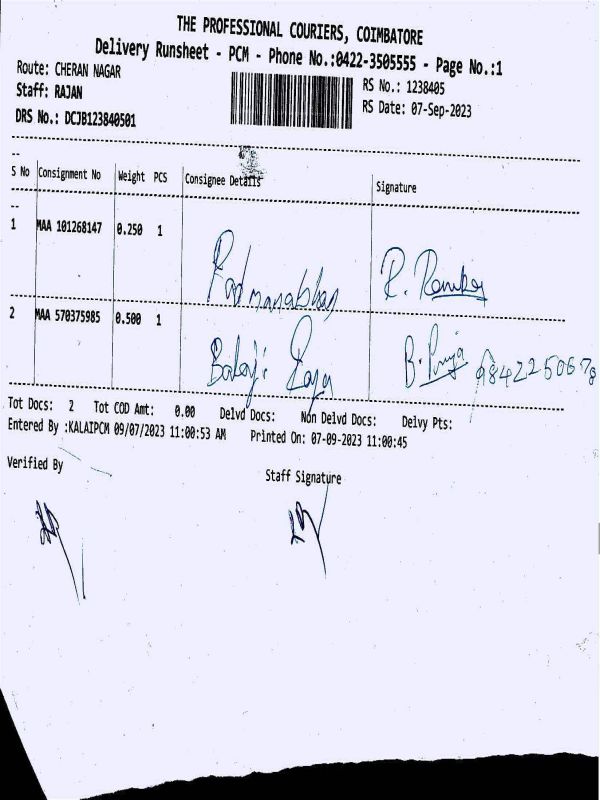 THE PROFESSIONAL COURIERS, COIMBATORE
Delivery Runsheet - PCM - Phone No.:0422-3505555 - Page No.:1
Route: CHERAN NAGAR
RS No.: 1238405
Staff: RAJAN
RS Date: 07-Sep-2023
DRS No.: DCJB123840501
S No Consignment No Weight PCS Consignee Details Signature
1 MAA 101268147 0.250 1 Padmanabhan
2 MAA 570375985 0.500 1 Balaji Raja B. Punja 9842250678
Tot Docs: 2 Tot COD Amt: 0.00 Delvd Docs: Non Delvd Docs: Delvy Pts:
Entered By :KALAIPCM 09/07/2023 11:00:53 AM Printed On: 07-09-2023 11:00:45
Verified By Staff Signature